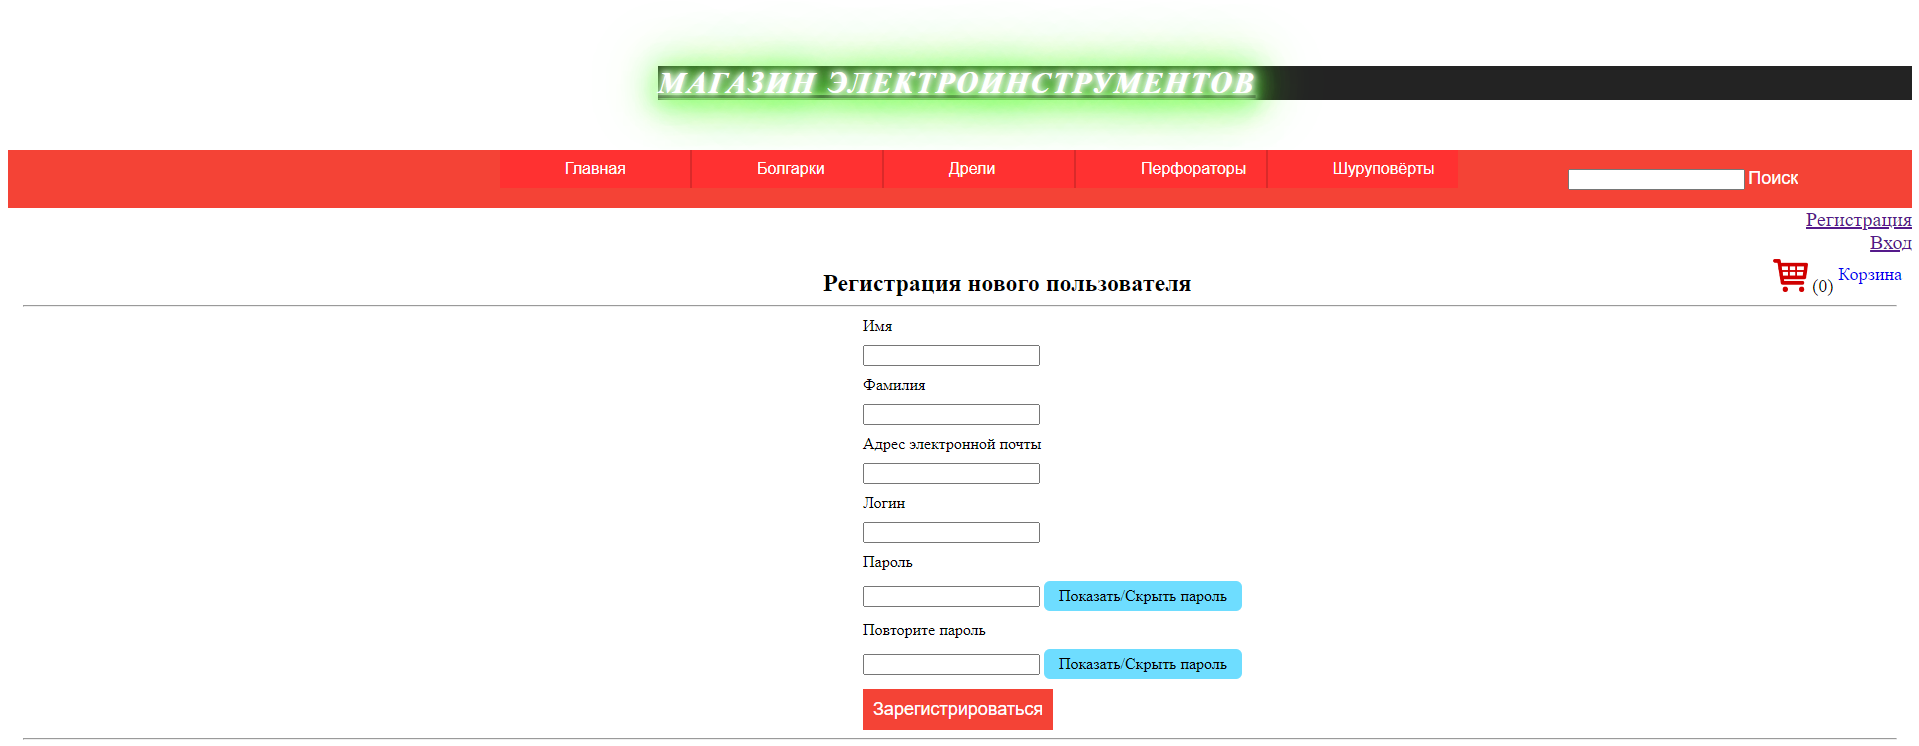 МАГАЗИН ЭЛЕКТРОИНСТРУМЕНТОВ
Главная Болгарки Дрели Перфораторы Шуруповёрты Поиск
Регистрация
Вход
(0) Корзина
Регистрация нового пользователя
Имя
Фамилия
Адрес электронной почты
Логин
Пароль
Показать/Скрыть пароль
Повторите пароль
Показать/Скрыть пароль
Зарегистрироваться